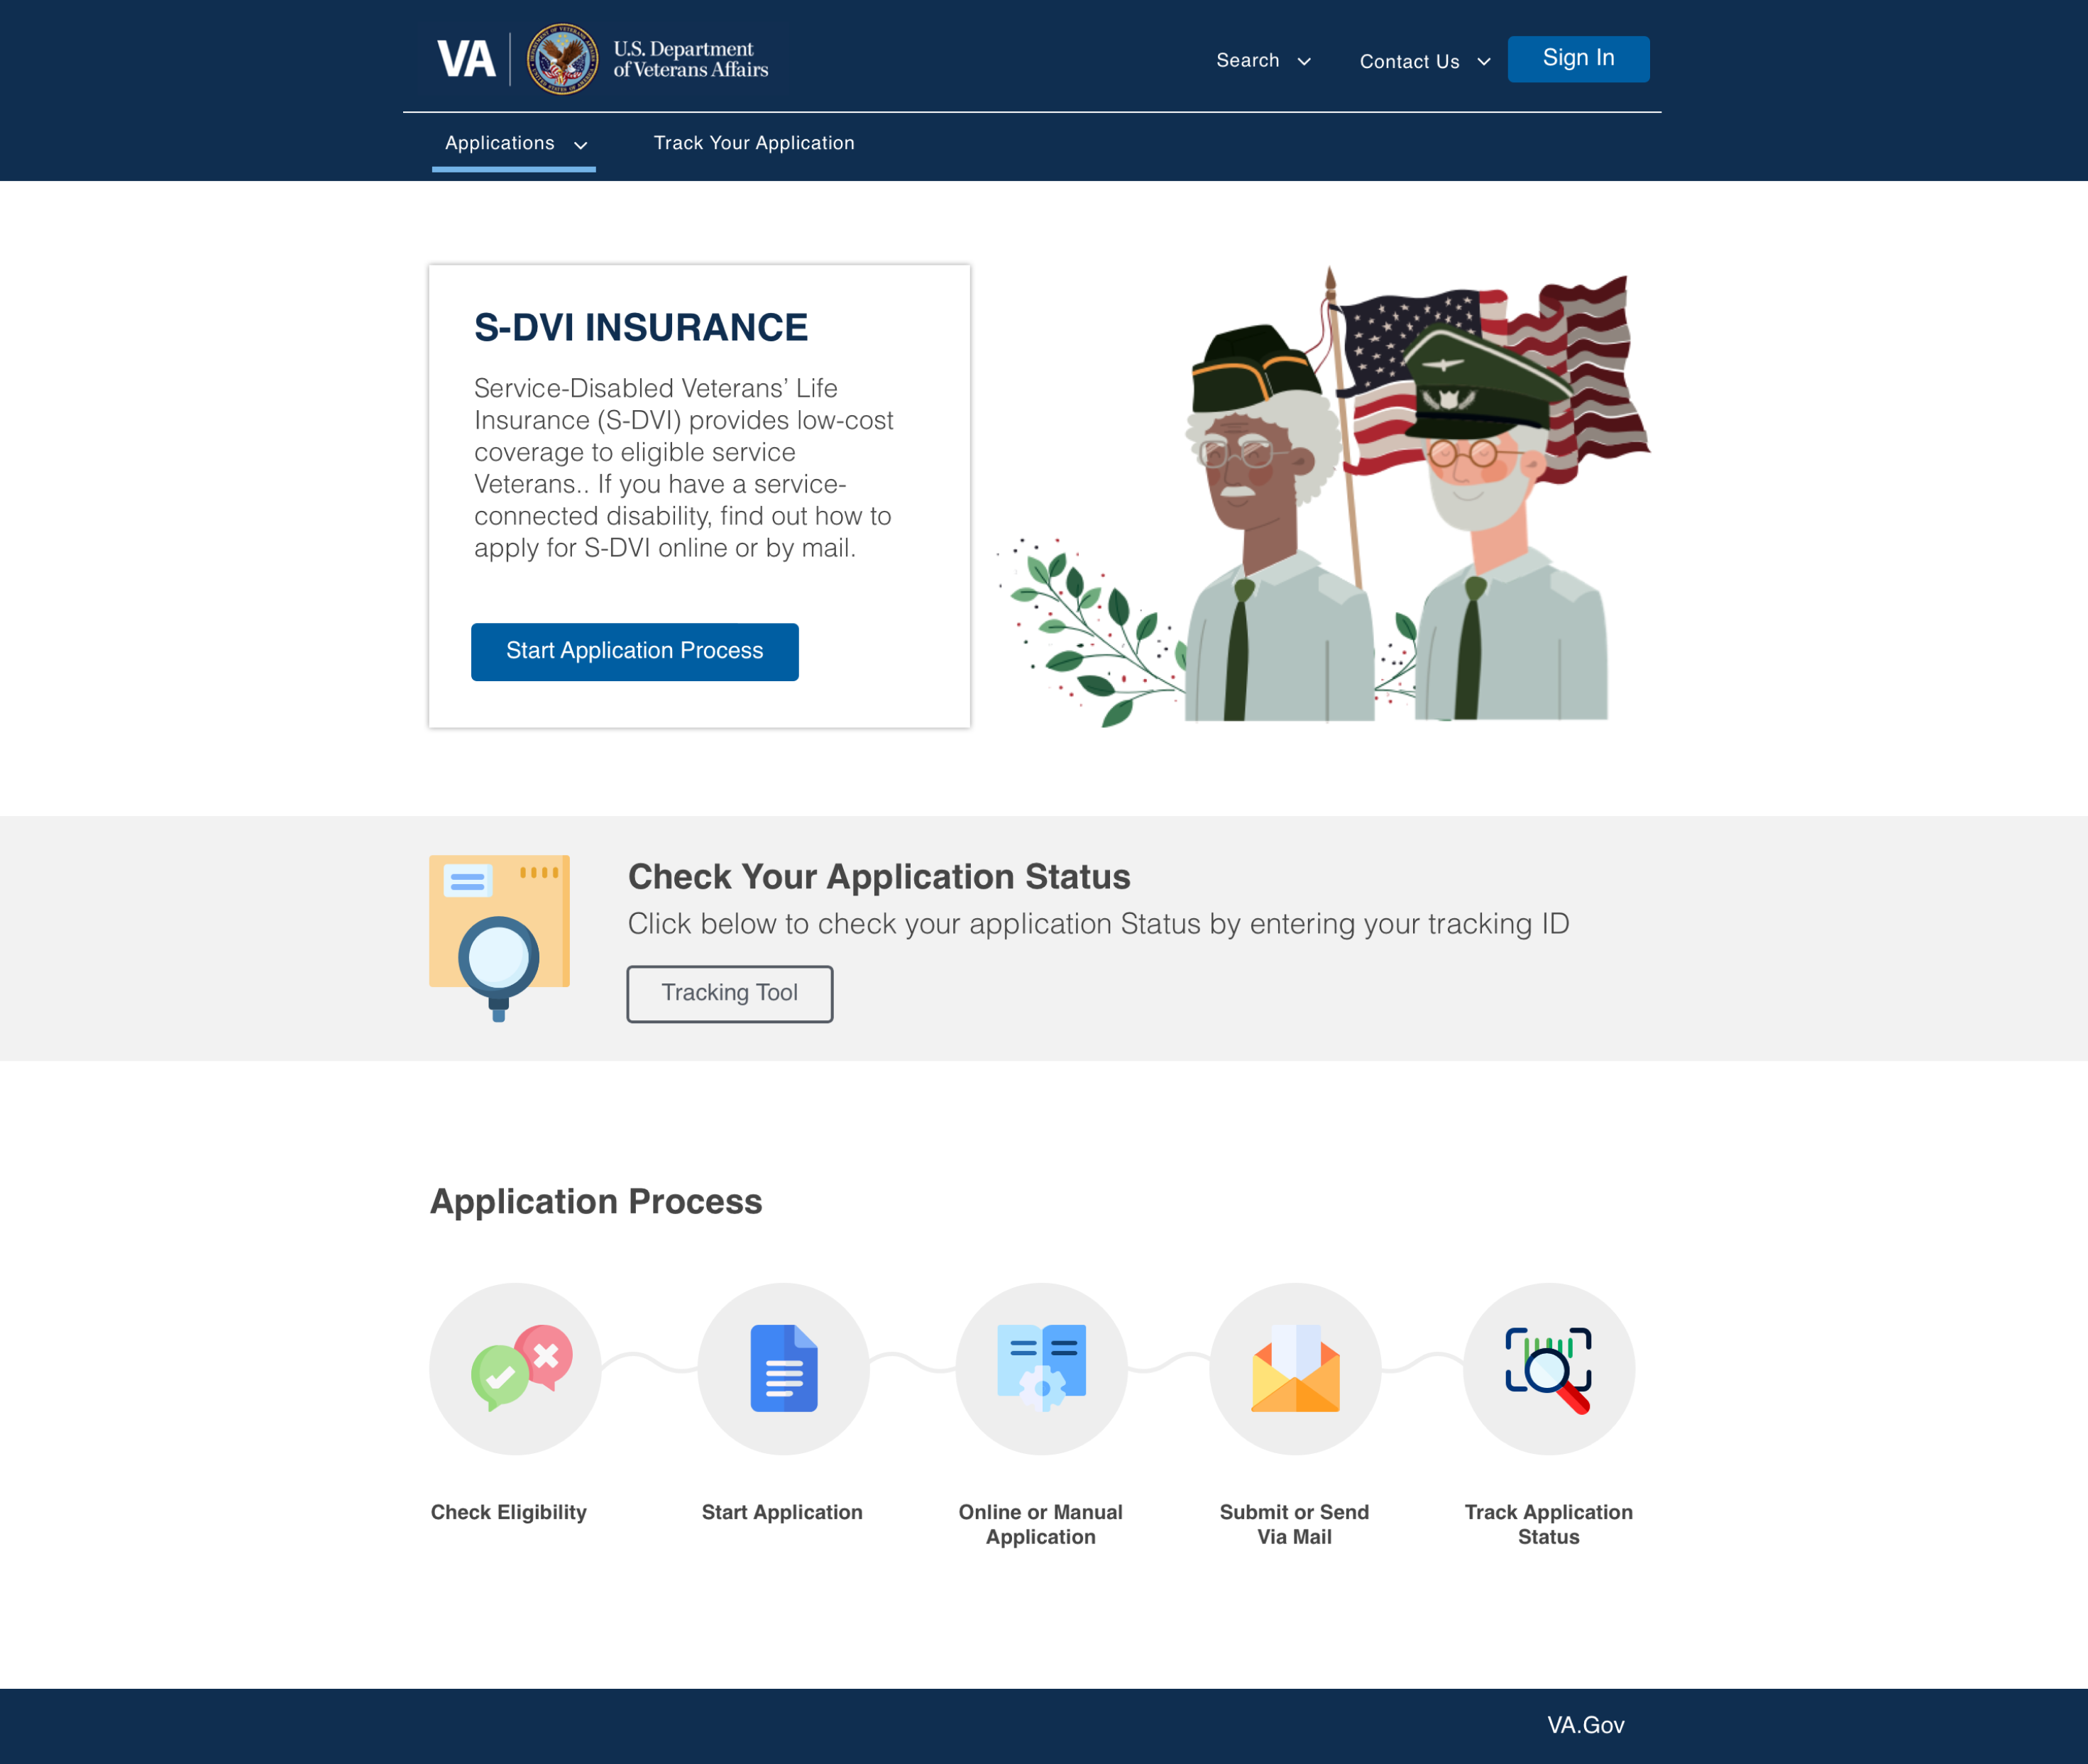 VA
U.S. Department
of Veterans Affairs
Search
Contact Us
Sign In
Applications
Track Your Application
S-DVI INSURANCE
Service-Disabled Veterans’ Life
Insurance (S-DVI) provides low-cost
coverage to eligible service
Veterans.. If you have a service-
connected disability, find out how to
apply for S-DVI online or by mail.
Start Application Process
Check Your Application Status
Click below to check your application Status by entering your tracking ID
Tracking Tool
Application Process
Check Eligibility
Start Application
Online or Manual
Application
Submit or Send
Via Mail
Track Application
Status
VA.Gov